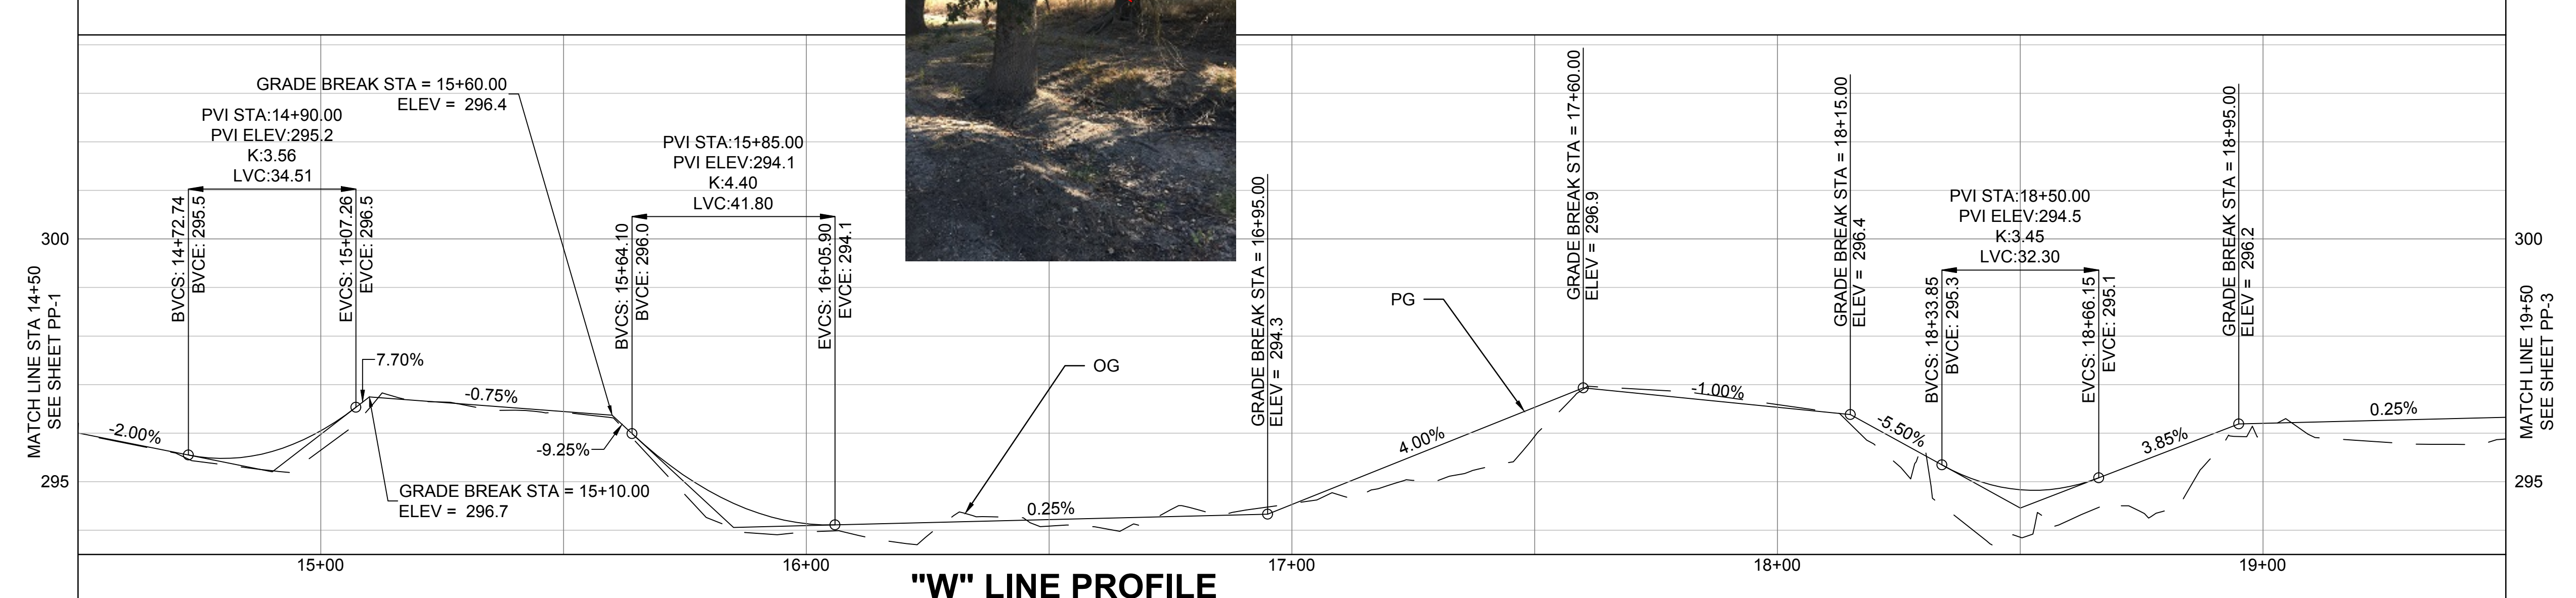 GRADE BREAK STA = 15+60.00
ELEV = 296.4
PVI STA:14+90.00
PVI ELEV:295.2
K:3.56
LVC:34.51
PVI STA:15+85.00
PVI ELEV:294.1
K:4.40
LVC:41.80
PVI STA:18+50.00
PVI ELEV:294.5
K:3.45
LVC:32.30
BVCS: 14+72.74
BVCE: 295.5
EVCS: 15+07.26
EVCE: 296.5
BVCS: 15+64.10
BVCE: 296.0
EVCS: 16+05.90
EVCE: 294.1
GRADE BREAK STA = 16+95.00
ELEV = 294.3
GRADE BREAK STA = 17+60.00
ELEV = 296.9
GRADE BREAK STA = 18+15.00
ELEV = 296.4
BVCS: 18+33.85
BVCE: 295.3
EVCS: 18+66.15
EVCE: 295.1
GRADE BREAK STA = 18+95.00
ELEV = 296.2
300
300
MATCH LINE STA 14+50
SEE SHEET PP-1
MATCH LINE 19+50
SEE SHEET PP-3
PG
OG
7.70%
-0.75%
-2.00%
-9.25%
4.00%
-1.00%
-5.50%
3.85%
0.25%
0.25%
GRADE BREAK STA = 15+10.00
ELEV = 296.7
295
295
15+00
16+00
17+00
18+00
19+00
"W" LINE PROFILE